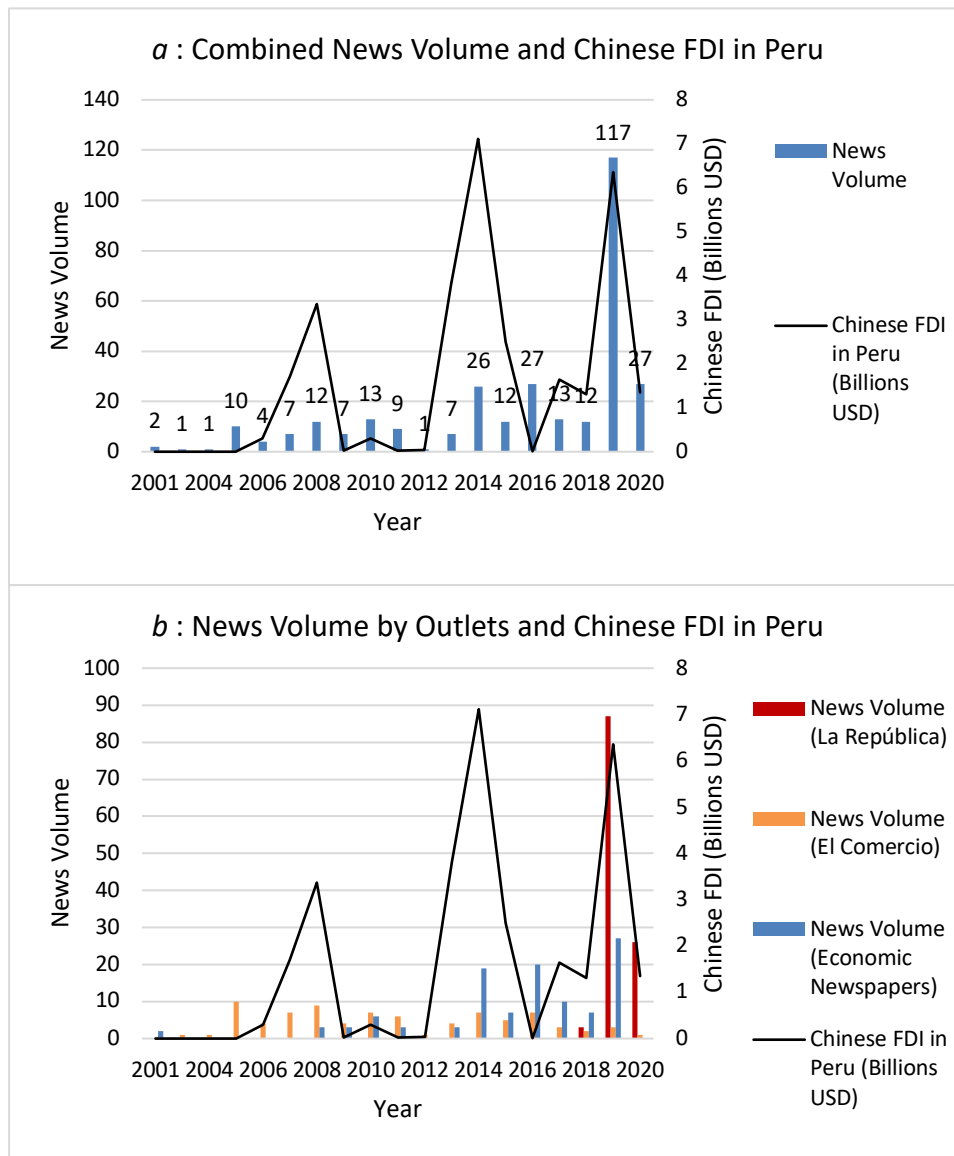 a : Combined News Volume and Chinese FDI in Peru
140
120
100
80
60
40
20
0
News Volume
8
7
6
5
4
3
2
1
0
Chinese FDI (Billions USD)
2 1 1 10 4 7 12 7 13 9 1 7 26 12 27 13 12 117 27
2001 2004 2006 2008 2010 2012 2014 2016 2018 2020
Year
News
Volume
Chinese FDI
in Peru
(Billions
USD)
b : News Volume by Outlets and Chinese FDI in Peru
100
90
80
70
60
50
40
30
20
10
0
News Volume
8
7
6
5
4
3
2
1
0
Chinese FDI (Billions USD)
2001 2004 2006 2008 2010 2012 2014 2016 2018 2020
Year
News Volume
(La República)
News Volume
(El Comercio)
News Volume
(Economic
Newspapers)
Chinese FDI in
Peru (Billions
USD)